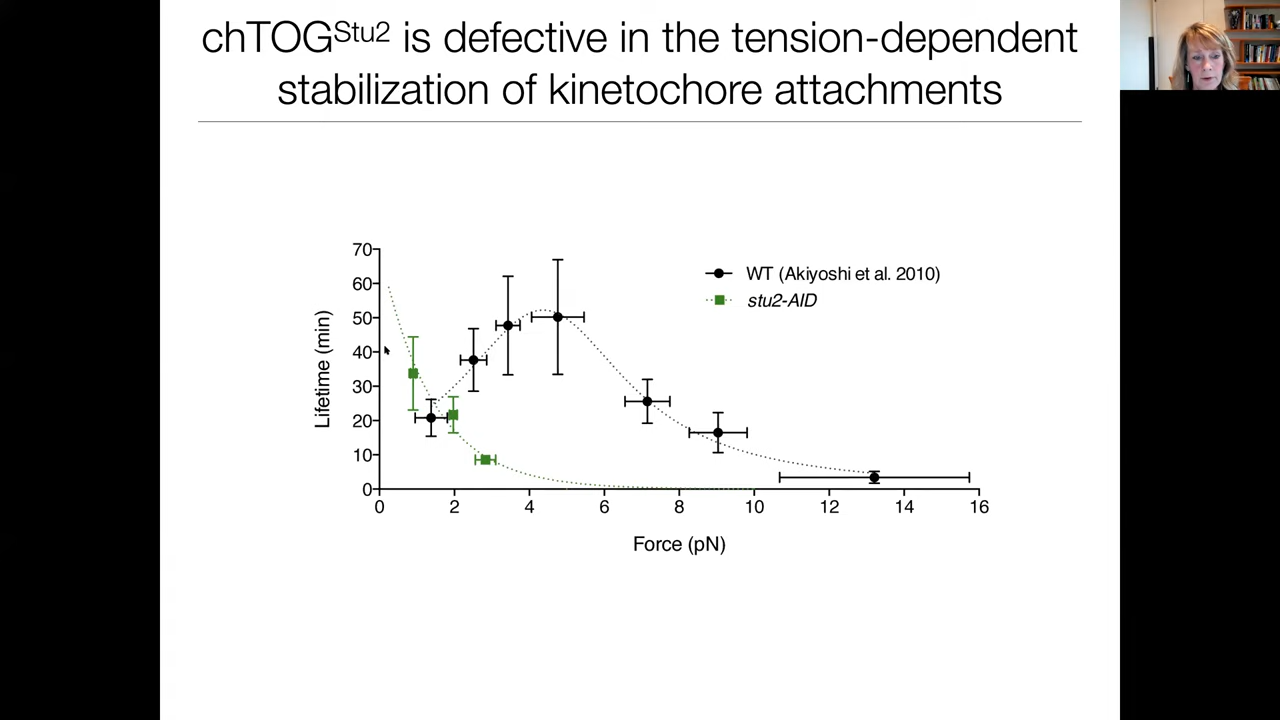 chTOGStu2 is defective in the tension-dependent
stabilization of kinetochore attachments
70
60
50
40
30
20
10
0
Lifetime (min)
WT (Akiyoshi et al. 2010)
stu2-AID
0 2 4 6 8 10 12 14 16
Force (pN)